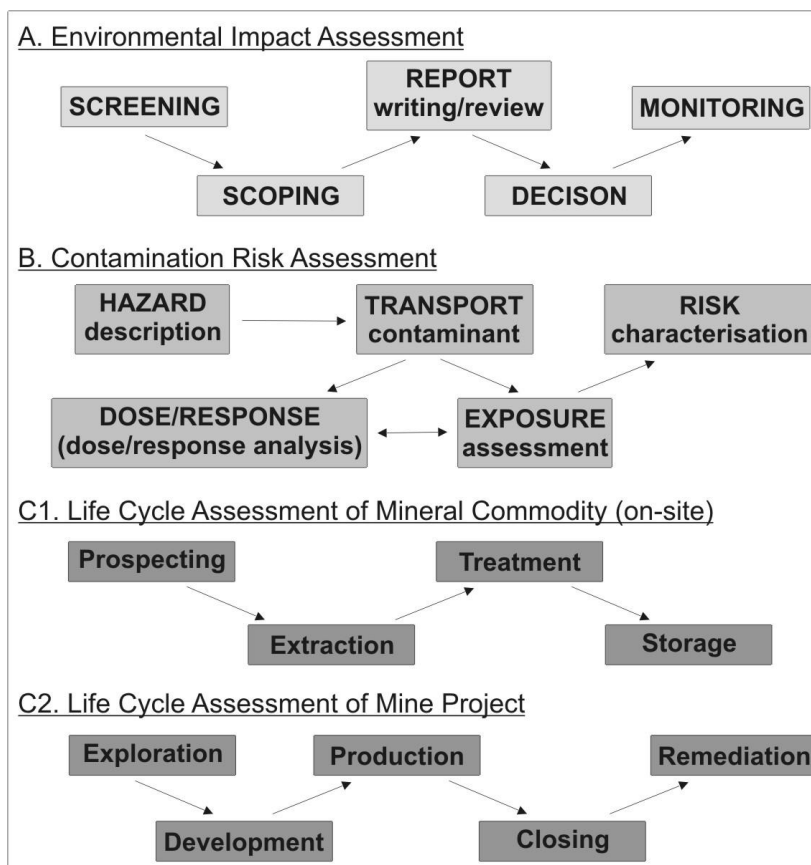 A. Environmental Impact Assessment
SCREENING
SCOPING
REPORT
writing/review
DECISON
MONITORING
B. Contamination Risk Assessment
HAZARD
description
TRANSPORT
contaminant
DOSE/RESPONSE
(dose/response analysis)
EXPOSURE
assessment
RISK
characterisation
C1. Life Cycle Assessment of Mineral Commodity (on-site)
Prospecting
Extraction
Treatment
Storage
C2. Life Cycle Assessment of Mine Project
Exploration
Development
Production
Closing
Remediation